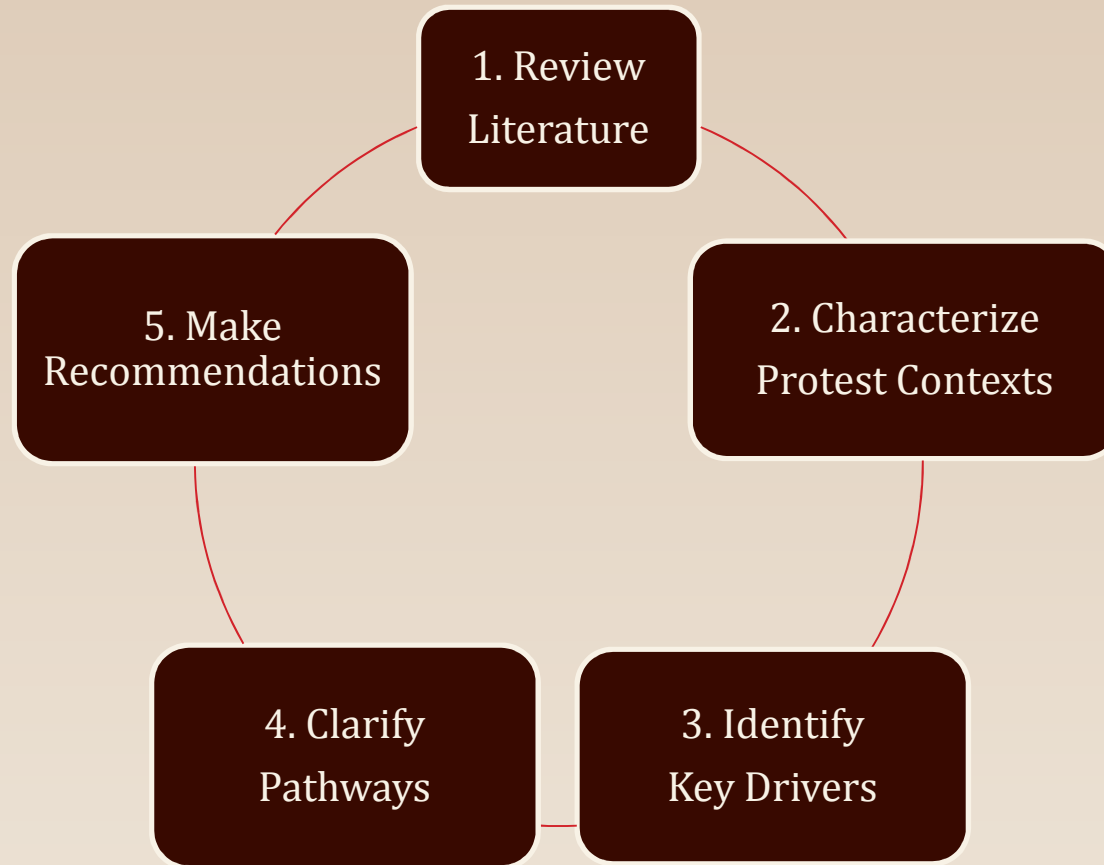 1. Review
Literature
2. Characterize
Protest Contexts
3. Identify
Key Drivers
4. Clarify
Pathways
5. Make
Recommendations